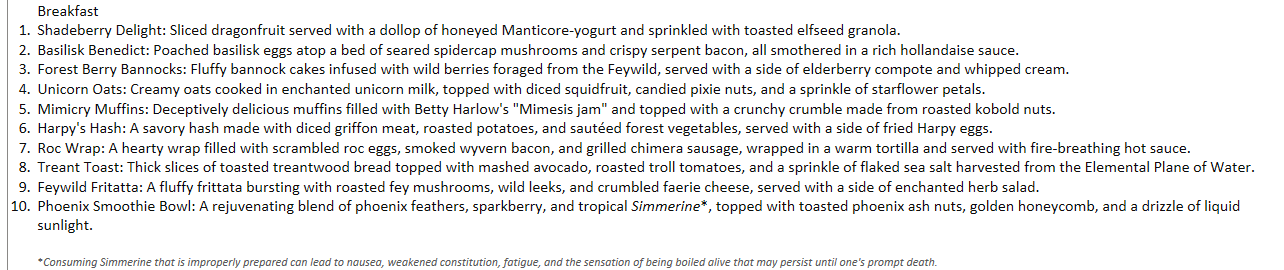 Breakfast
1. Shadeberry Delight: Sliced dragonfruit served with a dollop of honeyed Manticore-yogurt and sprinkled with toasted elfseed granola.
2. Basilisk Benedict: Poached basilisk eggs atop a bed of seared spidercap mushrooms and crispy serpent bacon, all smothered in a rich hollandaise sauce.
3. Forest Berry Bannocks: Fluffy bannock cakes infused with wild berries foraged from the Feywild, served with a side of elderberry compote and whipped cream.
4. Unicorn Oats: Creamy oats cooked in enchanted unicorn milk, topped with diced squidfruit, candied pixie nuts, and a sprinkle of starflower petals.
5. Mimicry Muffins: Deceptively delicious muffins filled with Betty Harlow's "Mimesis jam" and topped with a crunchy crumble made from roasted kobold nuts.
6. Harpy's Hash: A savory hash made with diced griffon meat, roasted potatoes, and sautéed forest vegetables, served with a side of fried Harpy eggs.
7. Roc Wrap: A hearty wrap filled with scrambled roc eggs, smoked wyvern bacon, and grilled chimera sausage, wrapped in a warm tortilla and served with fire-breathing hot sauce.
8. Treant Toast: Thick slices of toasted treantwood bread topped with mashed avocado, roasted troll tomatoes, and a sprinkle of flaked sea salt harvested from the Elemental Plane of Water.
9. Feywild Fritatta: A fluffy frittata bursting with roasted fey mushrooms, wild leeks, and crumbled faerie cheese, served with a side of enchanted herb salad.
10. Phoenix Smoothie Bowl: A rejuvenating blend of phoenix feathers, sparkberry, and tropical Simmerine*, topped with toasted phoenix ash nuts, golden honeycomb, and a drizzle of liquid
sunlight.
*Consuming Simmerine that is improperly prepared can lead to nausea, weakened constitution, fatigue, and the sensation of being boiled alive that may persist until one's prompt death.